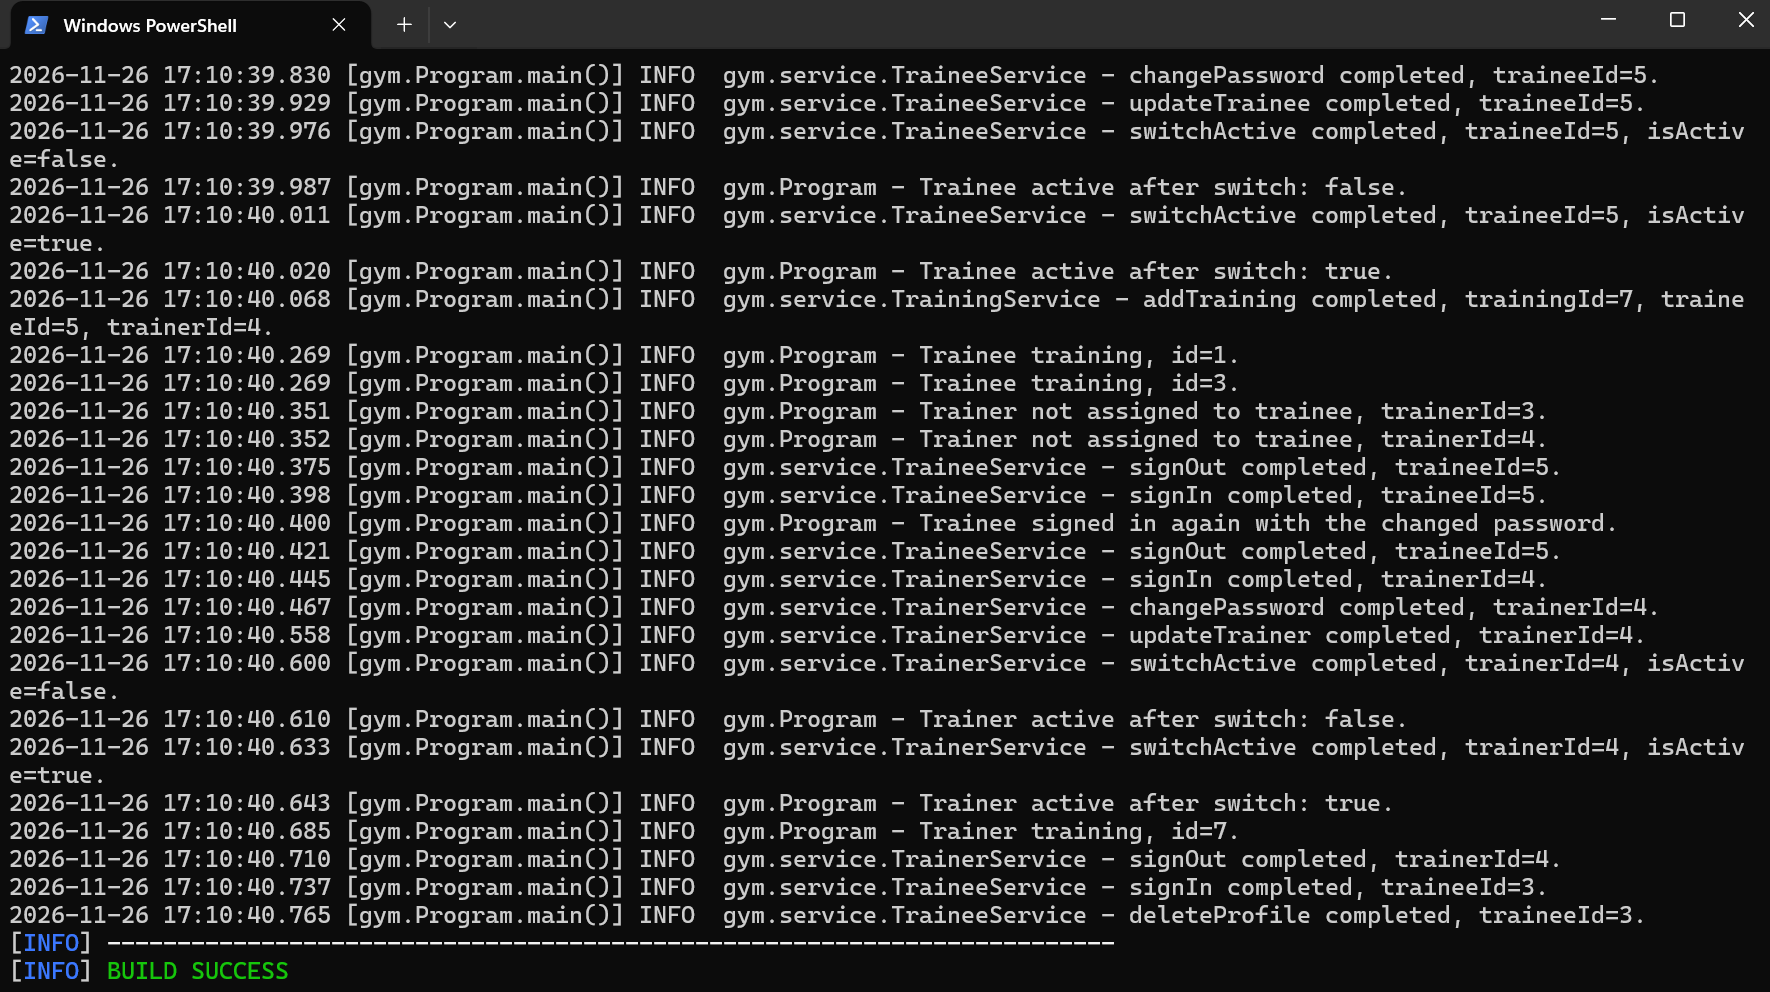 Windows PowerShell
2026-11-26 17:10:39.830 [gym.Program.main()] INFO  gym.service.TraineeService - changePassword completed, traineeId=5.
2026-11-26 17:10:39.929 [gym.Program.main()] INFO  gym.service.TraineeService - updateTrainee completed, traineeId=5.
2026-11-26 17:10:39.976 [gym.Program.main()] INFO  gym.service.TraineeService - switchActive completed, traineeId=5, isActiv
e=false.
2026-11-26 17:10:39.987 [gym.Program.main()] INFO  gym.Program - Trainee active after switch: false.
2026-11-26 17:10:40.011 [gym.Program.main()] INFO  gym.service.TraineeService - switchActive completed, traineeId=5, isActiv
e=true.
2026-11-26 17:10:40.020 [gym.Program.main()] INFO  gym.Program - Trainee active after switch: true.
2026-11-26 17:10:40.068 [gym.Program.main()] INFO  gym.service.TrainingService - addTraining completed, trainingId=7, traine
eId=5, trainerId=4.
2026-11-26 17:10:40.269 [gym.Program.main()] INFO  gym.Program - Trainee training, id=1.
2026-11-26 17:10:40.269 [gym.Program.main()] INFO  gym.Program - Trainee training, id=3.
2026-11-26 17:10:40.351 [gym.Program.main()] INFO  gym.Program - Trainer not assigned to trainee, trainerId=3.
2026-11-26 17:10:40.352 [gym.Program.main()] INFO  gym.Program - Trainer not assigned to trainee, trainerId=4.
2026-11-26 17:10:40.375 [gym.Program.main()] INFO  gym.service.TraineeService - signOut completed, traineeId=5.
2026-11-26 17:10:40.398 [gym.Program.main()] INFO  gym.service.TraineeService - signIn completed, traineeId=5.
2026-11-26 17:10:40.400 [gym.Program.main()] INFO  gym.Program - Trainee signed in again with the changed password.
2026-11-26 17:10:40.421 [gym.Program.main()] INFO  gym.service.TraineeService - signOut completed, traineeId=5.
2026-11-26 17:10:40.445 [gym.Program.main()] INFO  gym.service.TrainerService - signIn completed, trainerId=4.
2026-11-26 17:10:40.467 [gym.Program.main()] INFO  gym.service.TrainerService - changePassword completed, trainerId=4.
2026-11-26 17:10:40.558 [gym.Program.main()] INFO  gym.service.TrainerService - updateTrainer completed, trainerId=4.
2026-11-26 17:10:40.600 [gym.Program.main()] INFO  gym.service.TrainerService - switchActive completed, trainerId=4, isActiv
e=false.
2026-11-26 17:10:40.610 [gym.Program.main()] INFO  gym.Program - Trainer active after switch: false.
2026-11-26 17:10:40.633 [gym.Program.main()] INFO  gym.service.TrainerService - switchActive completed, trainerId=4, isActiv
e=true.
2026-11-26 17:10:40.643 [gym.Program.main()] INFO  gym.Program - Trainer active after switch: true.
2026-11-26 17:10:40.685 [gym.Program.main()] INFO  gym.Program - Trainer training, id=7.
2026-11-26 17:10:40.710 [gym.Program.main()] INFO  gym.service.TrainerService - signOut completed, trainerId=4.
2026-11-26 17:10:40.737 [gym.Program.main()] INFO  gym.service.TraineeService - signIn completed, traineeId=3.
2026-11-26 17:10:40.765 [gym.Program.main()] INFO  gym.service.TraineeService - deleteProfile completed, traineeId=3.
[INFO] ------------------------------------------------------------------------
[INFO] BUILD SUCCESS